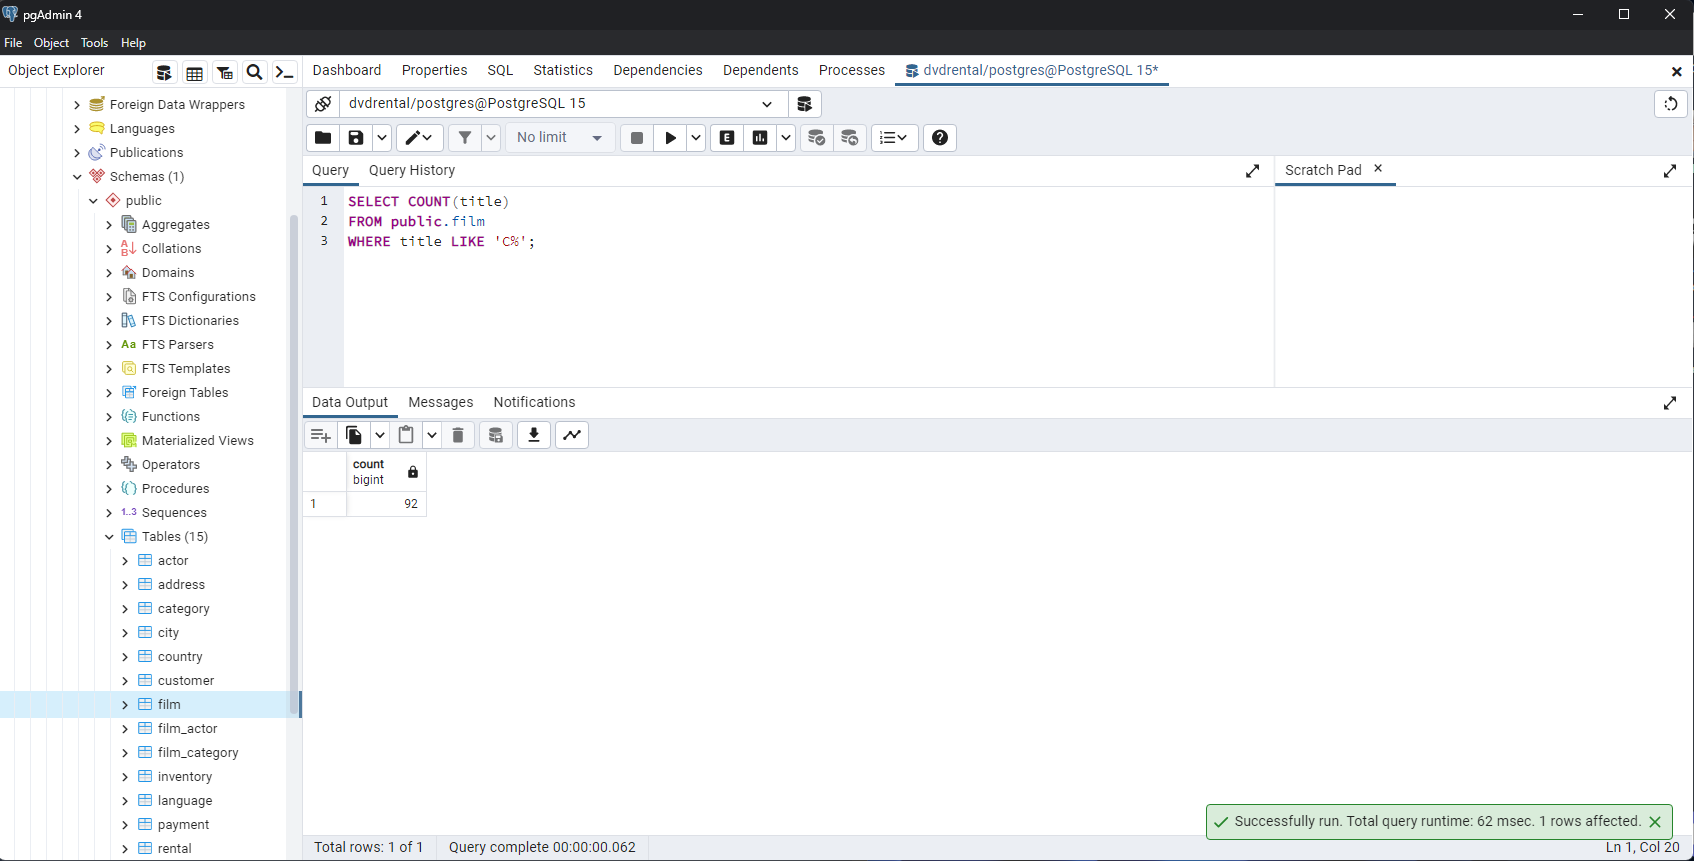 pgAdmin 4
File Object Tools Help
Object Explorer
Dashboard Properties SQL Statistics Dependencies Dependents Processes dvdrental/postgres@PostgreSQL 15*
Foreign Data Wrappers
Languages
Publications
Schemas (1)
public
Aggregates
Collations
Domains
FTS Configurations
FTS Dictionaries
Aa FTS Parsers
FTS Templates
Foreign Tables
Functions
Materialized Views
Operators
Procedures
1..3 Sequences
Tables (15)
actor
address
category
city
country
customer
film
film_actor
film_category
inventory
language
payment
rental
dvdrental/postgres@PostgreSQL 15
No limit
E
Query Query History
Scratch Pad
1 SELECT COUNT(title)
2 FROM public.film
3 WHERE title LIKE 'C%';
Data Output Messages Notifications
count
bigint
1 92
Successfully run. Total query runtime: 62 msec. 1 rows affected.
Total rows: 1 of 1 Query complete 00:00:00.062 Ln 1, Col 20